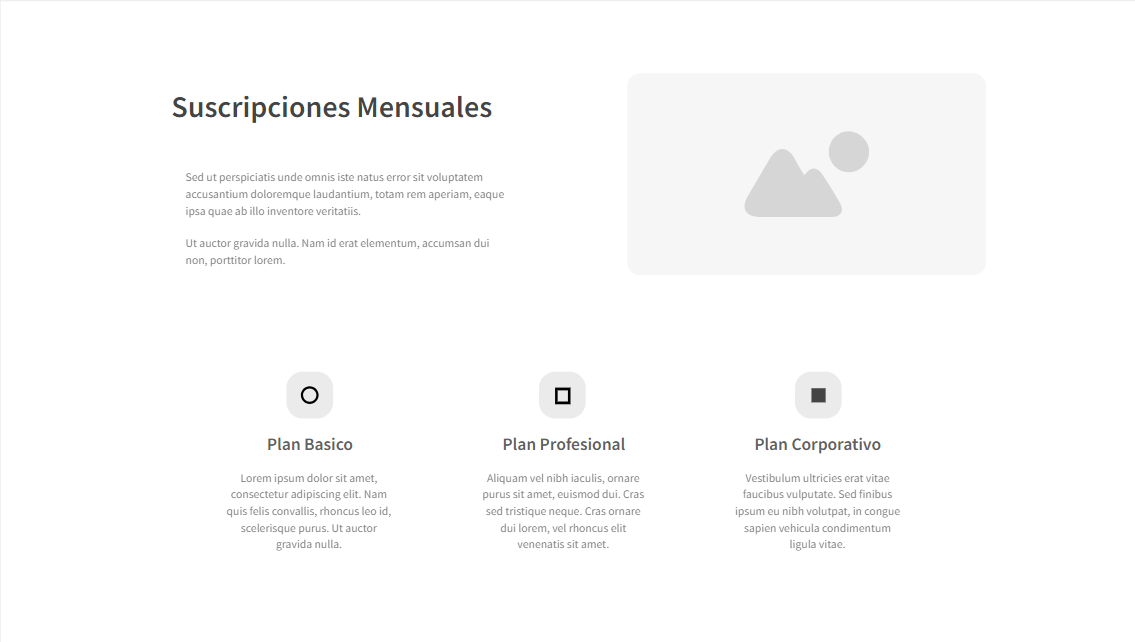 Suscripciones Mensuales
Sed ut perspiciatis unde omnis iste natus error sit voluptatem
accusantium doloremque laudantium, totam rem aperiam, eaque
ipsa quae ab illo inventore veritatiis.
Ut auctor gravida nulla. Nam id erat elementum, accumsan dui
non, porttitor lorem.
Plan Basico
Lorem ipsum dolor sit amet,
consectetur adipiscing elit. Nam
quis felis convallis, rhoncus leo id,
scelerisque purus. Ut auctor
gravida nulla.
Plan Profesional
Aliquam vel nibh iaculis, ornare
purus sit amet, euismod dui. Cras
sed tristique neque. Cras ornare
dui lorem, vel rhoncus elit
venenatis sit amet.
Plan Corporativo
Vestibulum ultricies erat vitae
faucibus vulputate. Sed finibus
ipsum eu nibh volutpat, in congue
sapien vehicula condimentum
ligula vitae.